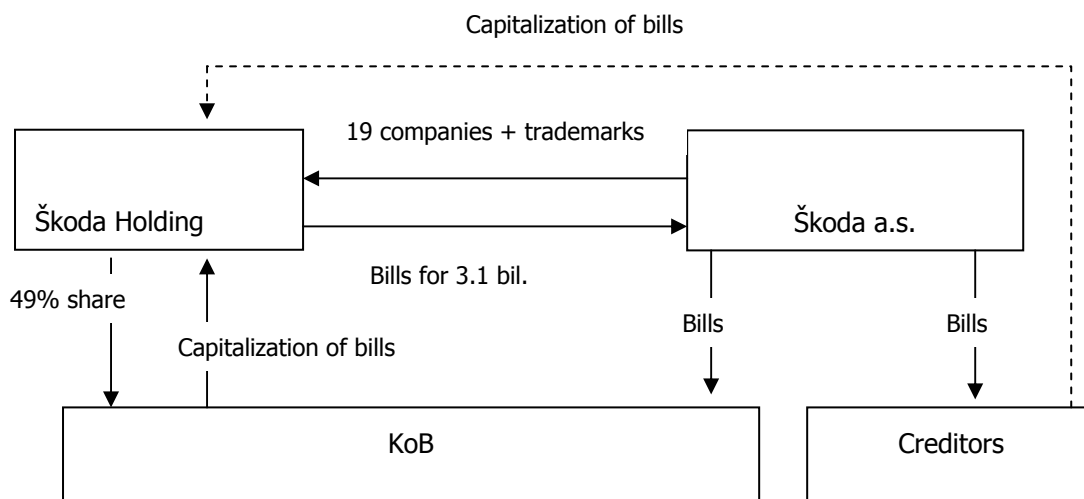 Capitalization of bills
19 companies + trademarks
Škoda Holding
Škoda a.s.
Bills for 3.1 bil.
49% share
Bills
Bills
Capitalization of bills
KoB
Creditors